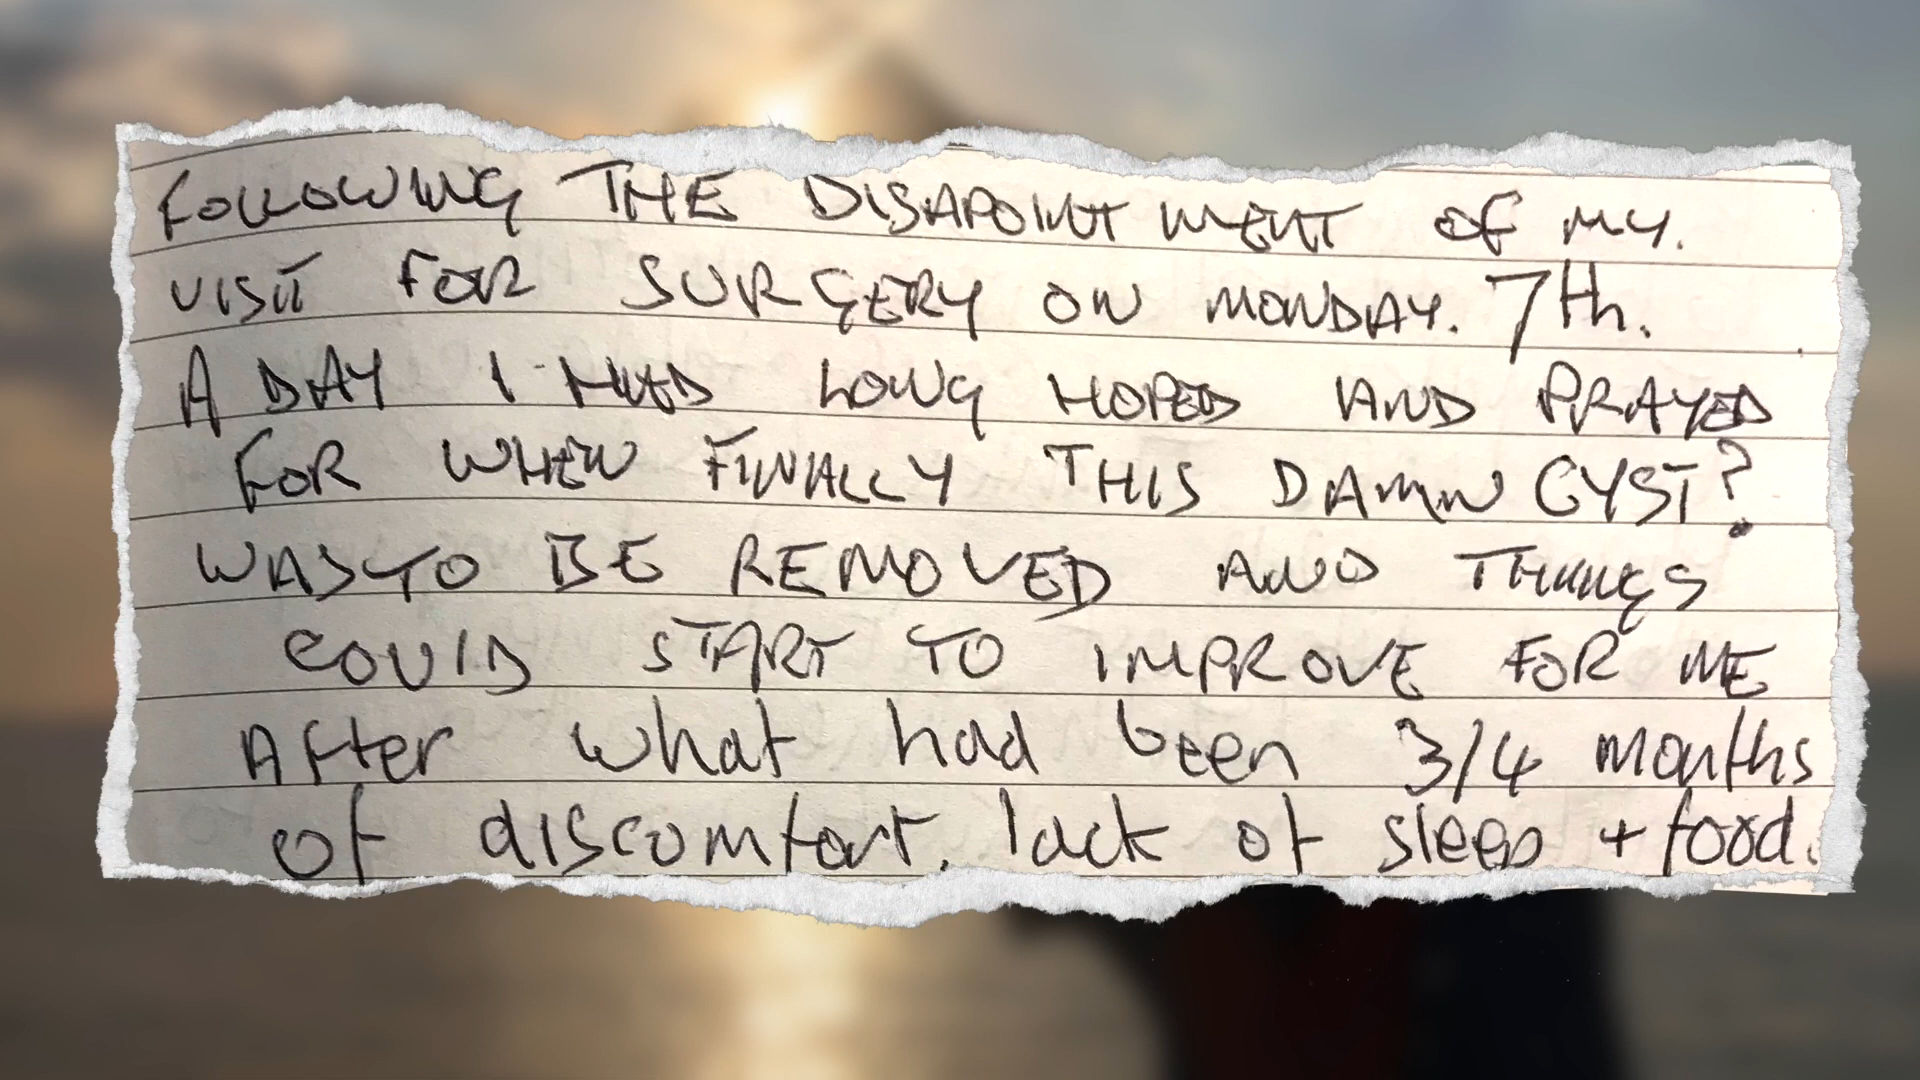 FOLLOWING THE DISAPOINTMENT OF MY.
VISIT FOR SURGERY ON MONDAY. 7th.
A DAY I HAD LONG HOPED AND PRAYED
FOR WHEN FINALLY THIS DAMN CYST?
WAS TO BE REMOVED AND THINGS
COULD START TO IMPROVE FOR ME
After what had been 3/4 months
of discomfort. lack of sleep + food.